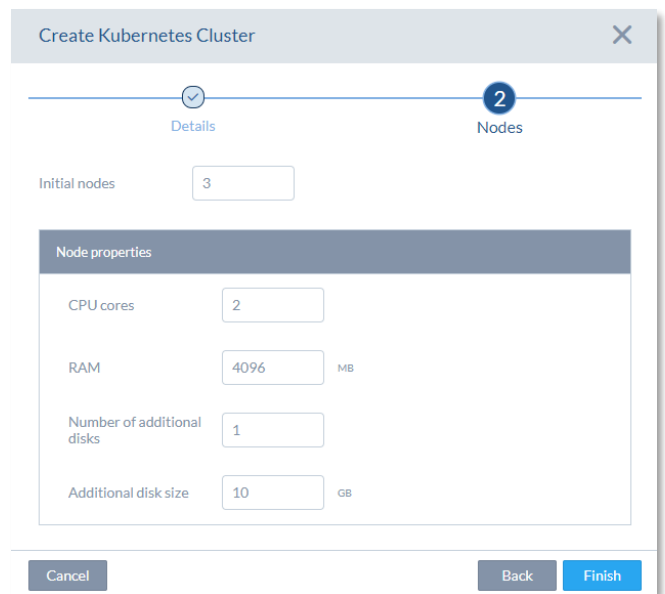 Create Kubernetes Cluster
2
Details
Nodes
Initial nodes
3
Node properties
CPU cores
2
RAM
4096
MB
Number of additional
disks
1
Additional disk size
10
GB
Cancel
Back
Finish